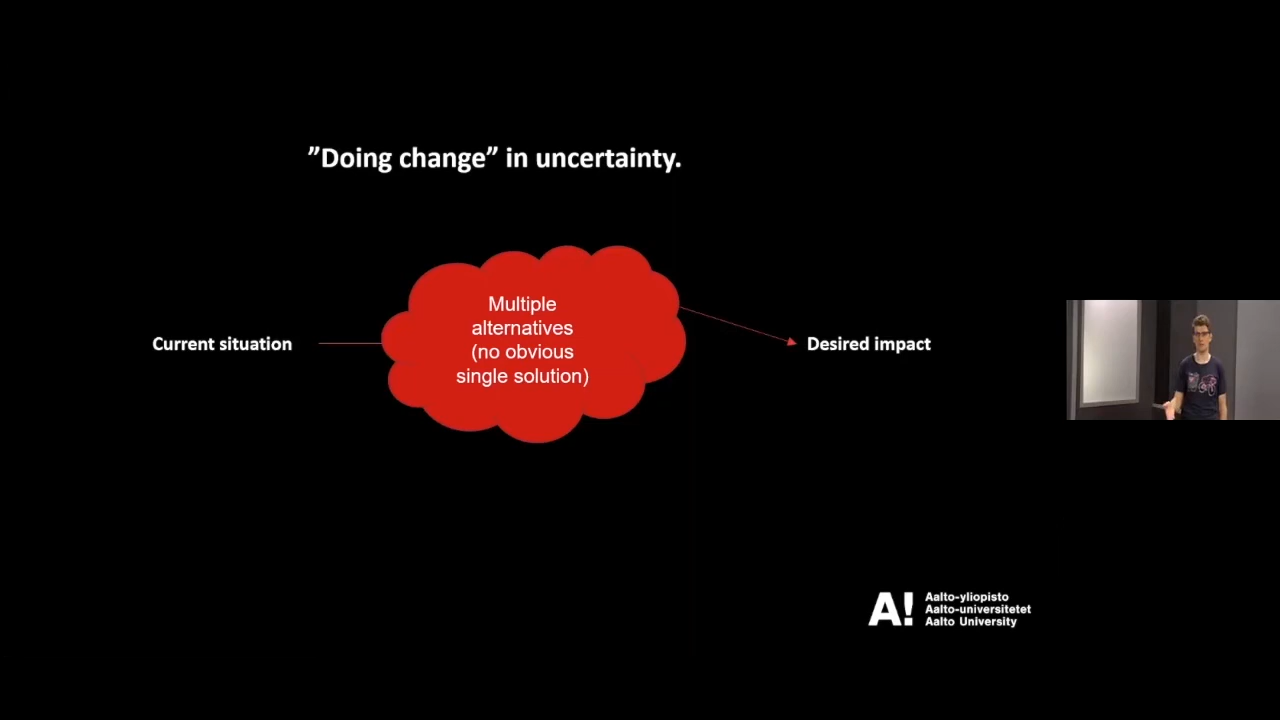 ”Doing change” in uncertainty.
Multiple
alternatives
(no obvious
single solution)
Current situation
Desired impact
A!
Aalto-yliopisto
Aalto-universitetet
Aalto University